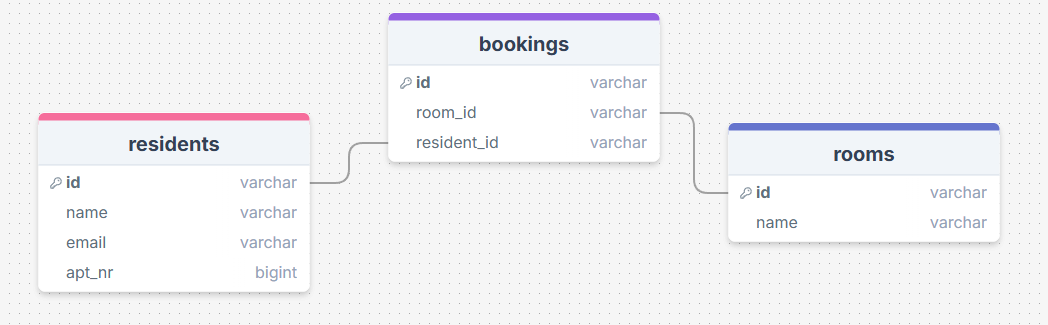 bookings
id varchar
room_id varchar
resident_id varchar
residents
id varchar
name varchar
email varchar
apt_nr bigint
rooms
id varchar
name varchar